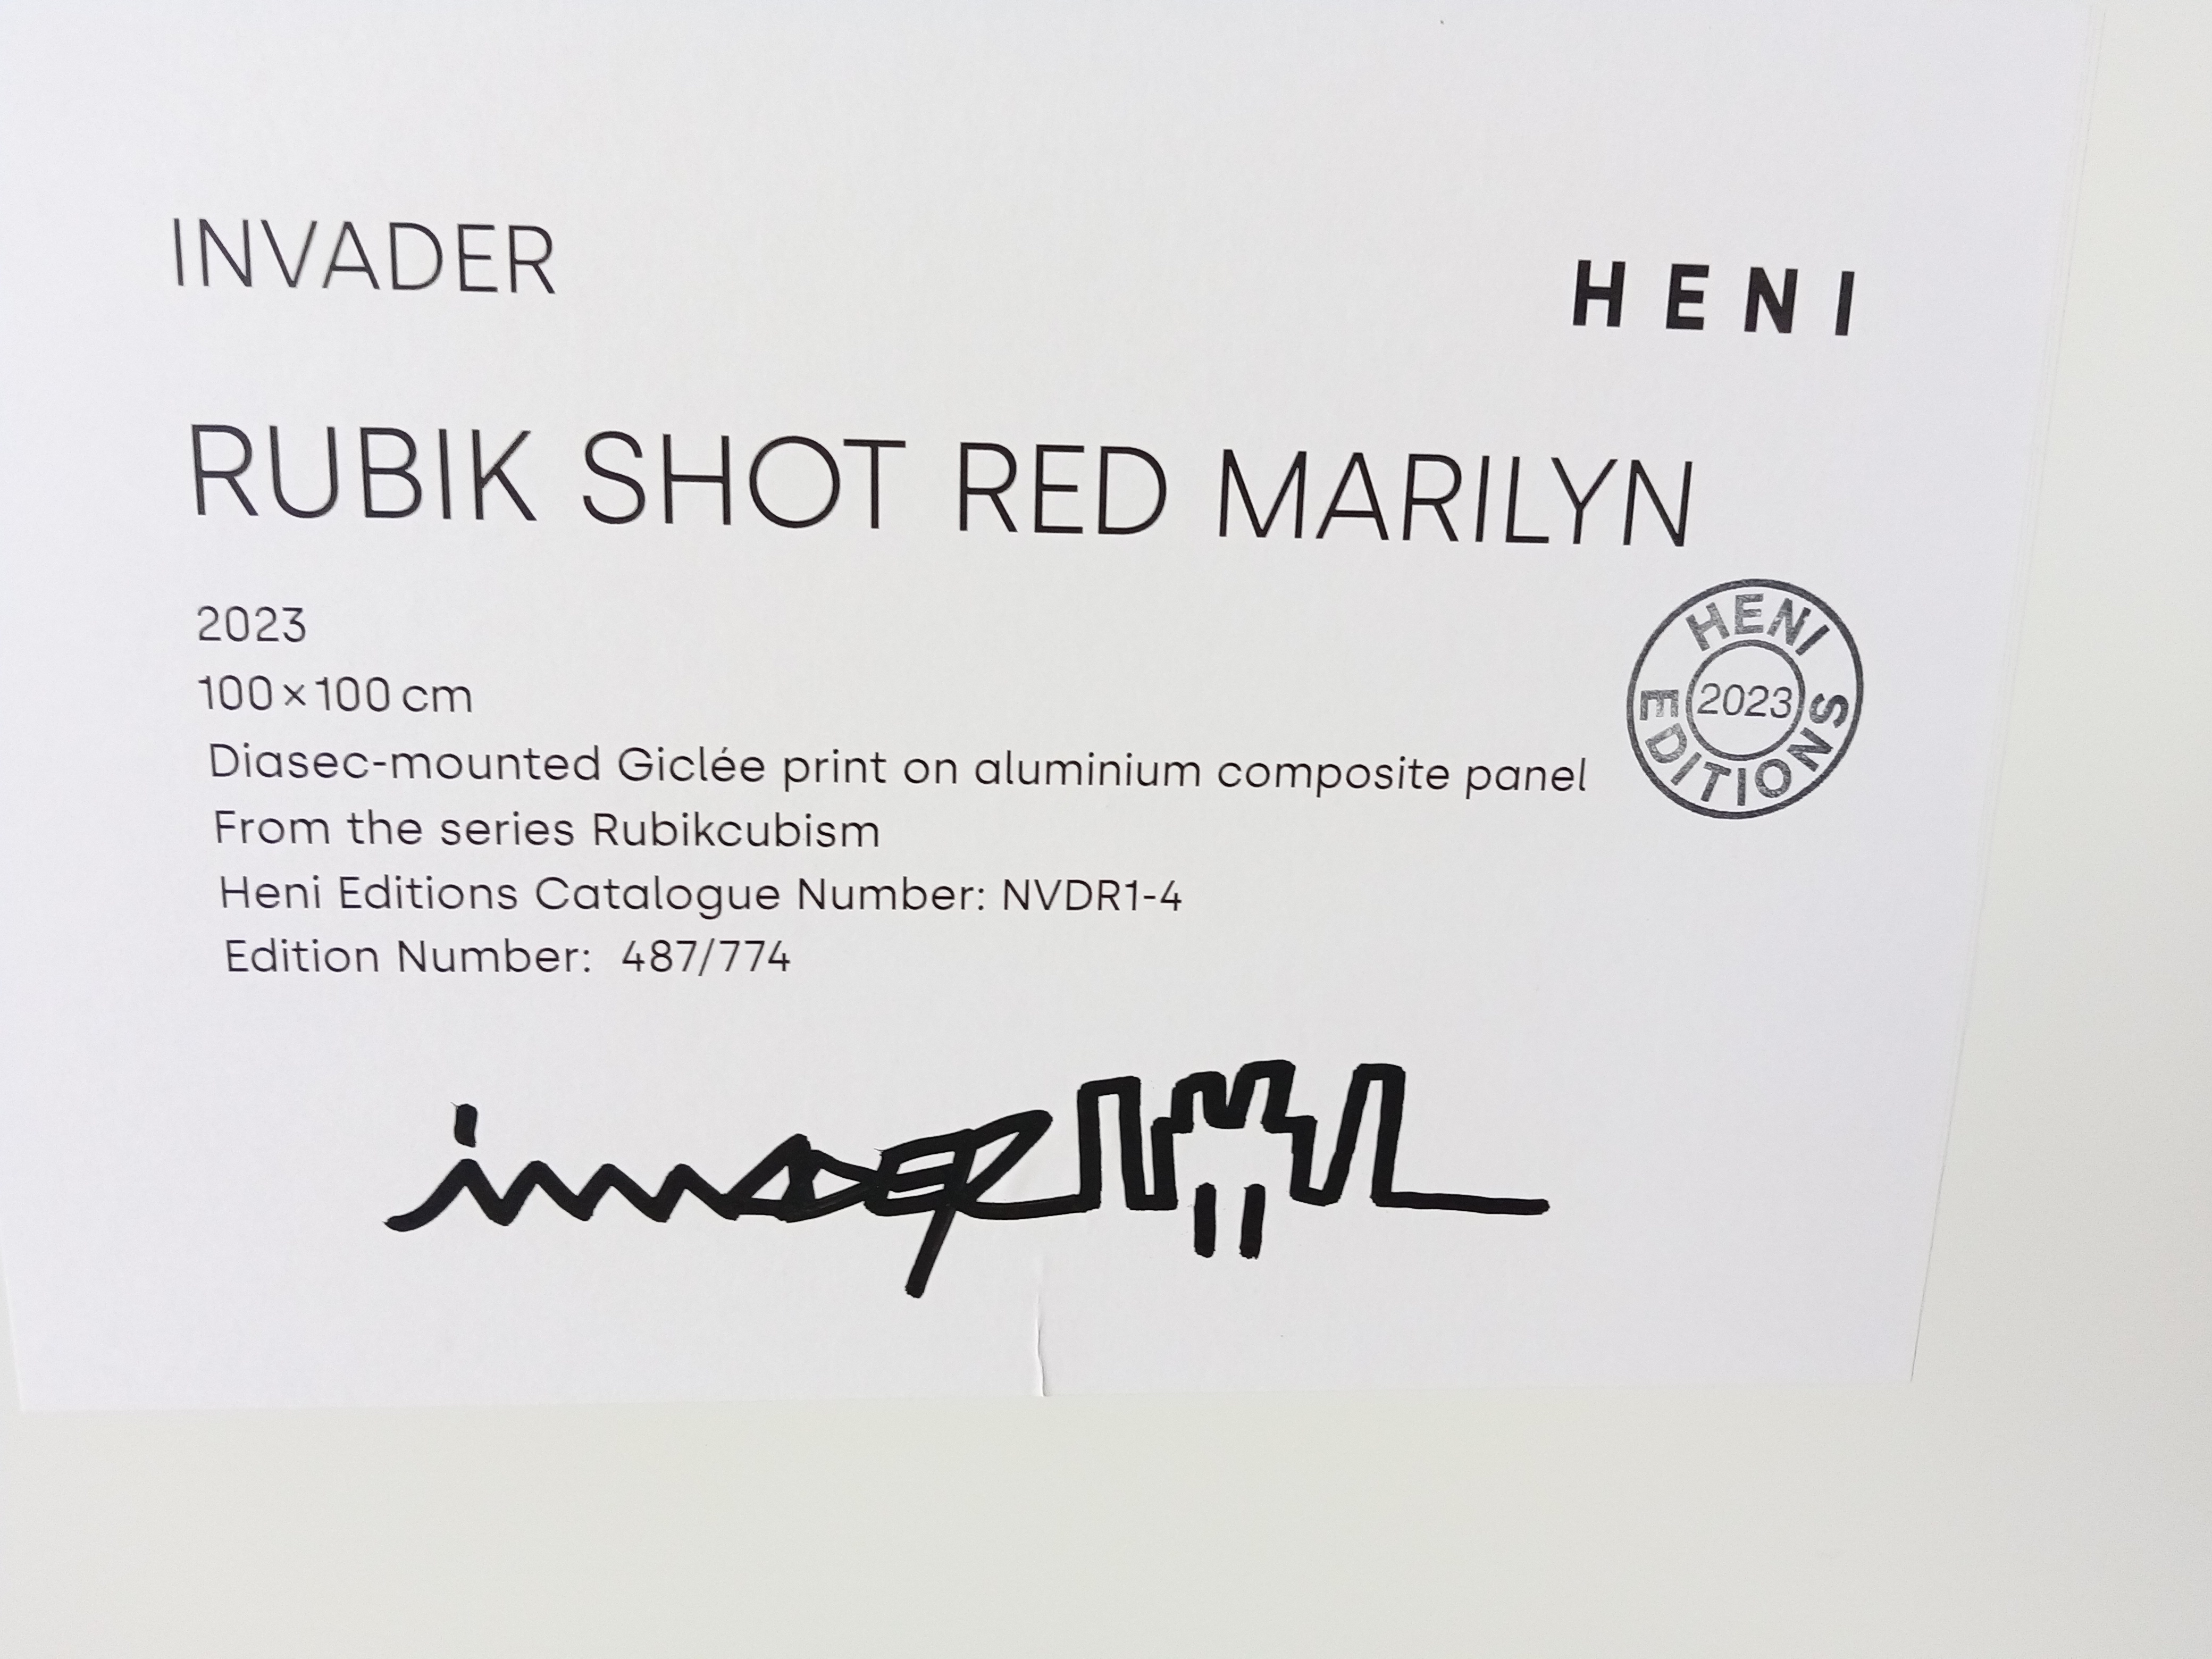 INVADER
HENI
RUBIK SHOT RED MARILYN
2023
100×100 cm
Diasec-mounted Giclée print on aluminium composite panel
From the series Rubikcubism
Heni Editions Catalogue Number: NVDR1-4
Edition Number: 487/774
HENI EDITIONS
2023
invader